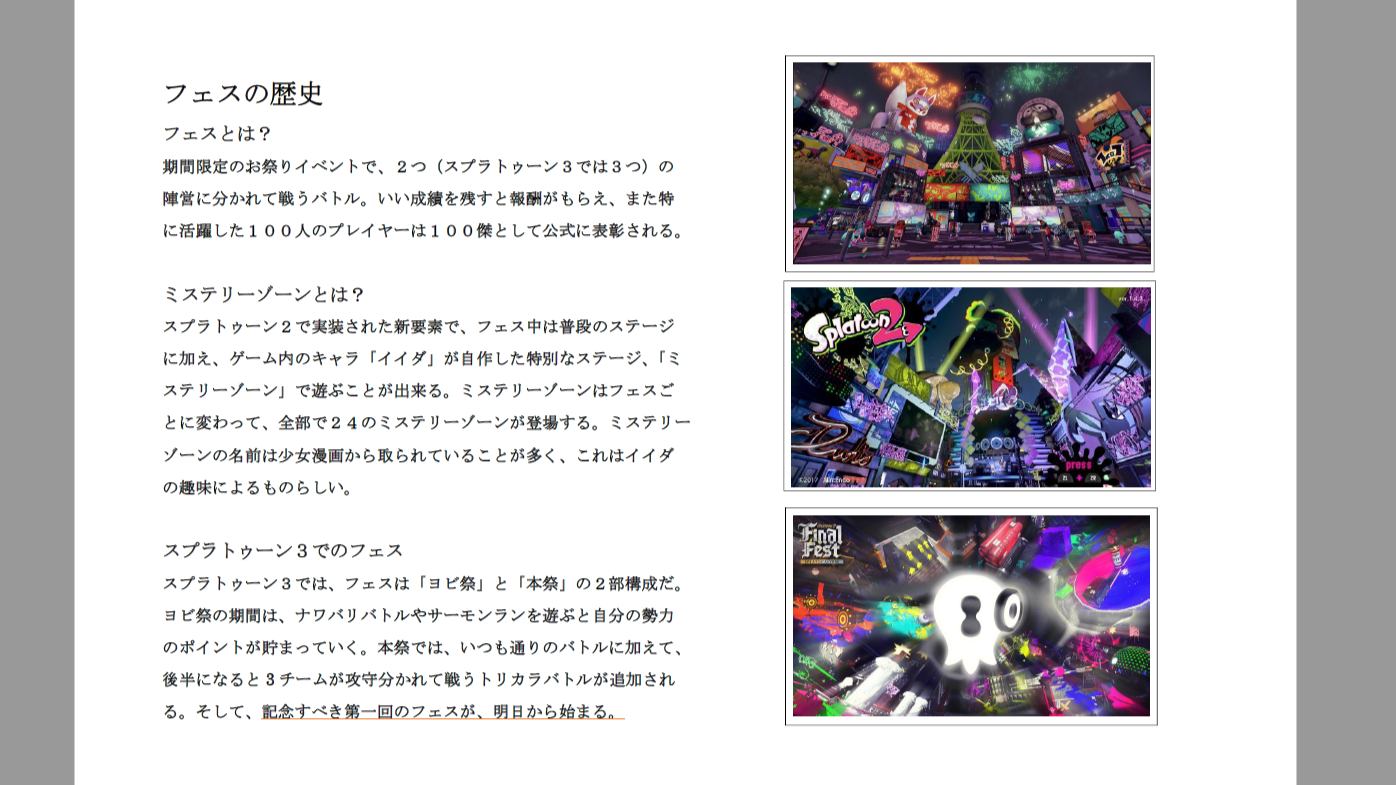 フェスの歴史
フェスとは？
期間限定のお祭りイベントで、２つ（スプラトゥーン３では３つ）の
陣営に分かれて戦うバトル。いい成績を残すと報酬がもらえ、また特
に活躍した１００人のプレイヤーは１００傑として公式に表彰される。
ミステリーゾーンとは？
スプラトゥーン２で実装された新要素で、フェス中は普段のステージ
に加え、ゲーム内のキャラ「イイダ」が自作した特別なステージ、「ミ
ステリーゾーン」で遊ぶことが出来る。ミステリーゾーンはフェスご
とに変わって、全部で２４のミステリーゾーンが登場する。ミステリー
ゾーンの名前は少女漫画から取られていることが多く、これはイイダ
の趣味によるものらしい。
スプラトゥーン３でのフェス
スプラトゥーン３では、フェスは「ヨビ祭」と「本祭」の２部構成だ。
ヨビ祭の期間は、ナワバリバトルやサーモンランを遊ぶと自分の勢力
のポイントが貯まっていく。本祭では、いつも通りのバトルに加えて、
後半になると３チームが攻守分かれて戦うトリカラバトルが追加され
る。そして、記念すべき第一回のフェスが、明日から始まる。
Splatoon 2
press
©2017 Nintendo
Final
Fest